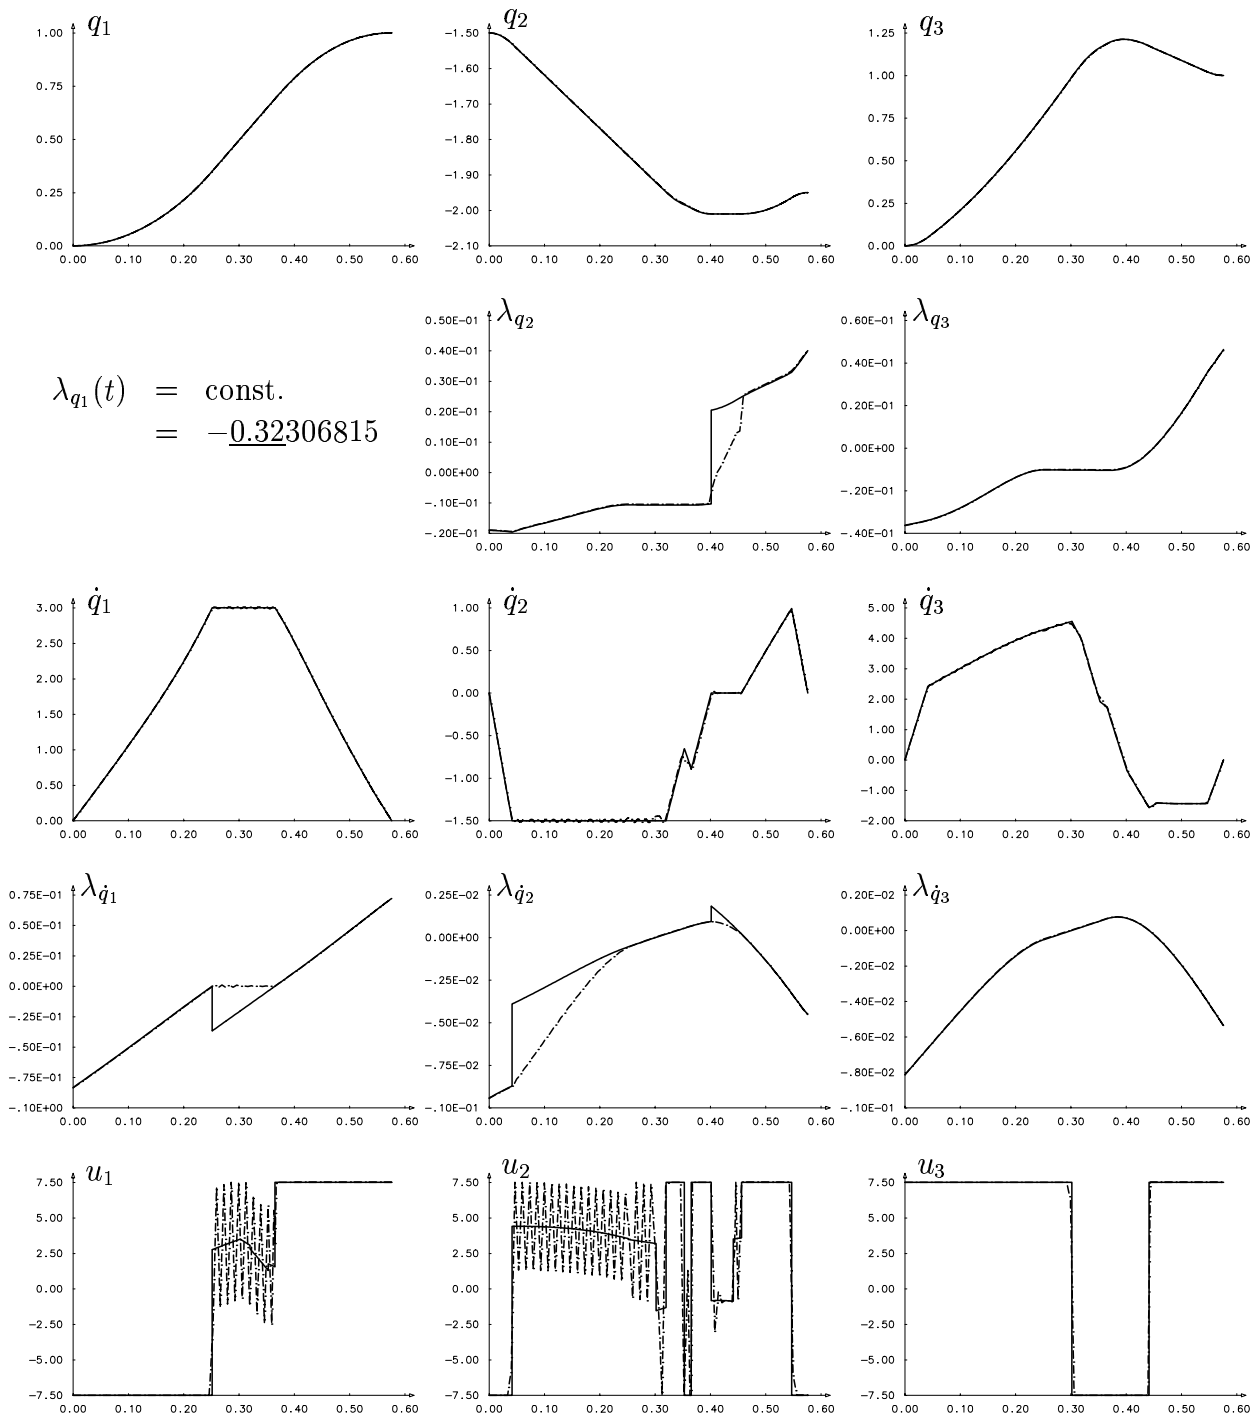 q1 q2 q3
1.00 −1.50 1.25
0.75 −1.60 1.00
−1.70 0.75
0.50 −1.80 0.50
−1.90
0.25 −2.00 0.25
0.00 −2.10 0.00
0.00 0.10 0.20 0.30 0.40 0.50 0.60 0.00 0.10 0.20 0.30 0.40 0.50 0.60 0.00 0.10 0.20 0.30 0.40 0.50 0.60
λq2 λq3
0.50E−01 0.60E−01
0.40E−01 0.40E−01
0.30E−01
λq1(t) = const.
0.20E−01 0.20E−01
= −0.32306815
0.10E−01 0.00E+00
0.00E+00
−.10E−01 −.20E−01
−.20E−01 −.40E−01
0.00 0.10 0.20 0.30 0.40 0.50 0.60 0.00 0.10 0.20 0.30 0.40 0.50 0.60
q̇1 q̇2 q̇3
3.00 1.00 5.00
2.50 4.00
2.00 0.50 3.00
1.50 0.00 2.00
1.00 −0.50 1.00
0.50 −1.00 0.00
−1.00
0.00 −1.50 −2.00
0.00 0.10 0.20 0.30 0.40 0.50 0.60 0.00 0.10 0.20 0.30 0.40 0.50 0.60 0.00 0.10 0.20 0.30 0.40 0.50 0.60
λq̇1 λq̇2 λq̇3
0.75E−01 0.25E−02 0.20E−02
0.50E−01 0.00E+00 0.00E+00
0.25E−01 −.20E−02
0.00E+00 −.25E−02 −.40E−02
−.25E−01 −.50E−02 −.60E−02
−.50E−01
−.75E−01 −.75E−02 −.80E−02
−.10E+00 −.10E−01 −.10E−01
0.00 0.10 0.20 0.30 0.40 0.50 0.60 0.00 0.10 0.20 0.30 0.40 0.50 0.60 0.00 0.10 0.20 0.30 0.40 0.50 0.60
u1 u2 u3
7.50 7.50 7.50
5.00 5.00 5.00
2.50 2.50 2.50
0.00 0.00 0.00
−2.50 −2.50 −2.50
−5.00 −5.00 −5.00
−7.50 −7.50 −7.50
0.00 0.10 0.20 0.30 0.40 0.50 0.60 0.00 0.10 0.20 0.30 0.40 0.50 0.60 0.00 0.10 0.20 0.30 0.40 0.50 0.60